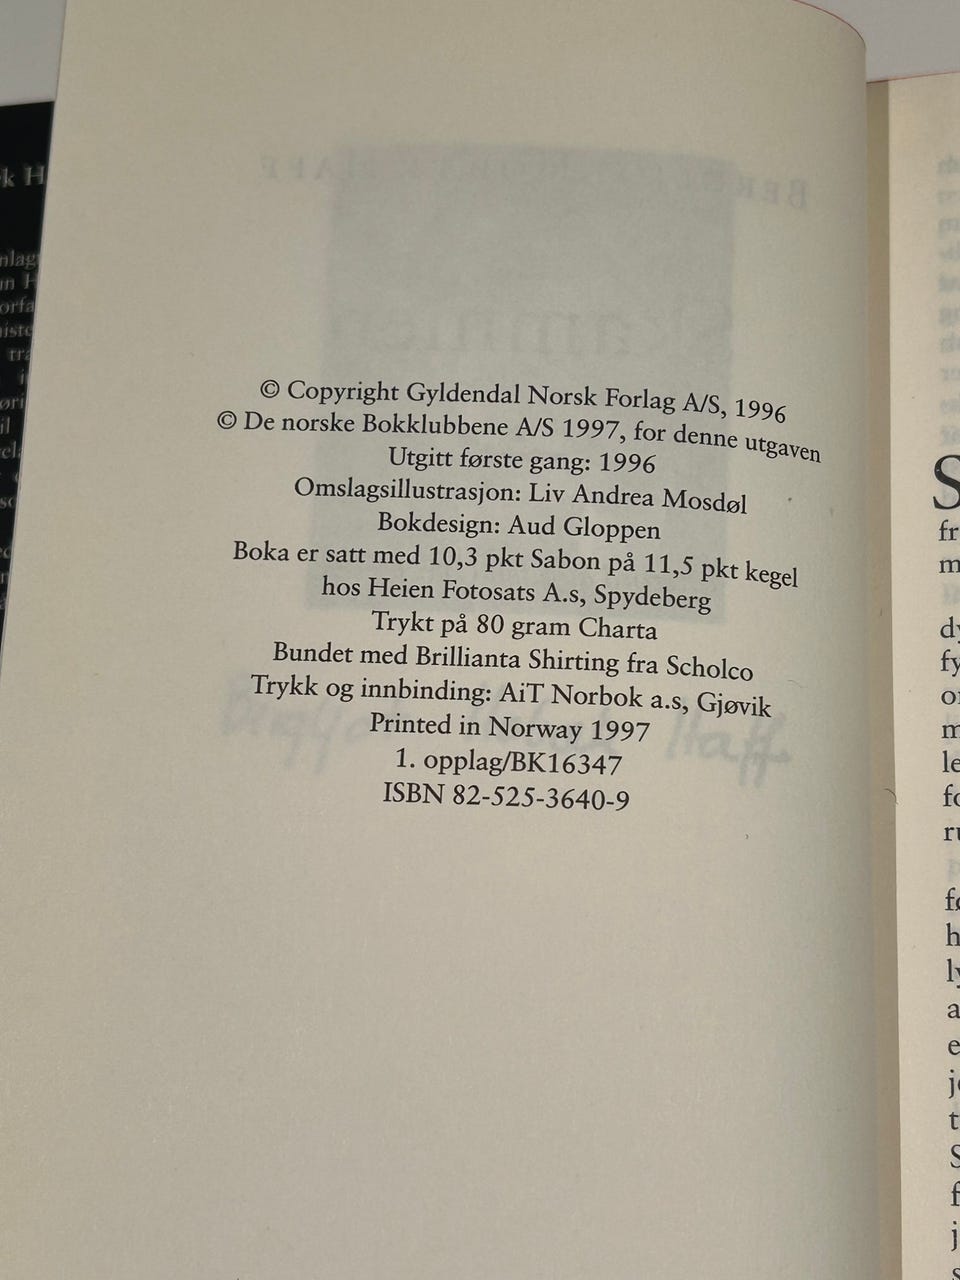 © Copyright Gyldendal Norsk Forlag A/S, 1996
© De norske Bokklubbene A/S 1997, for denne utgaven
Utgitt første gang: 1996
Omslagsillustrasjon: Liv Andrea Mosdøl
Bokdesign: Aud Gloppen
Boka er satt med 10,3 pkt Sabon på 11,5 pkt kegel
hos Heien Fotosats A.s, Spydeberg
Trykt på 80 gram Charta
Bundet med Brillianta Shirting fra Scholco
Trykk og innbinding: AiT Norbok a.s, Gjøvik
Printed in Norway 1997
1. opplag/BK16347
ISBN 82-525-3640-9